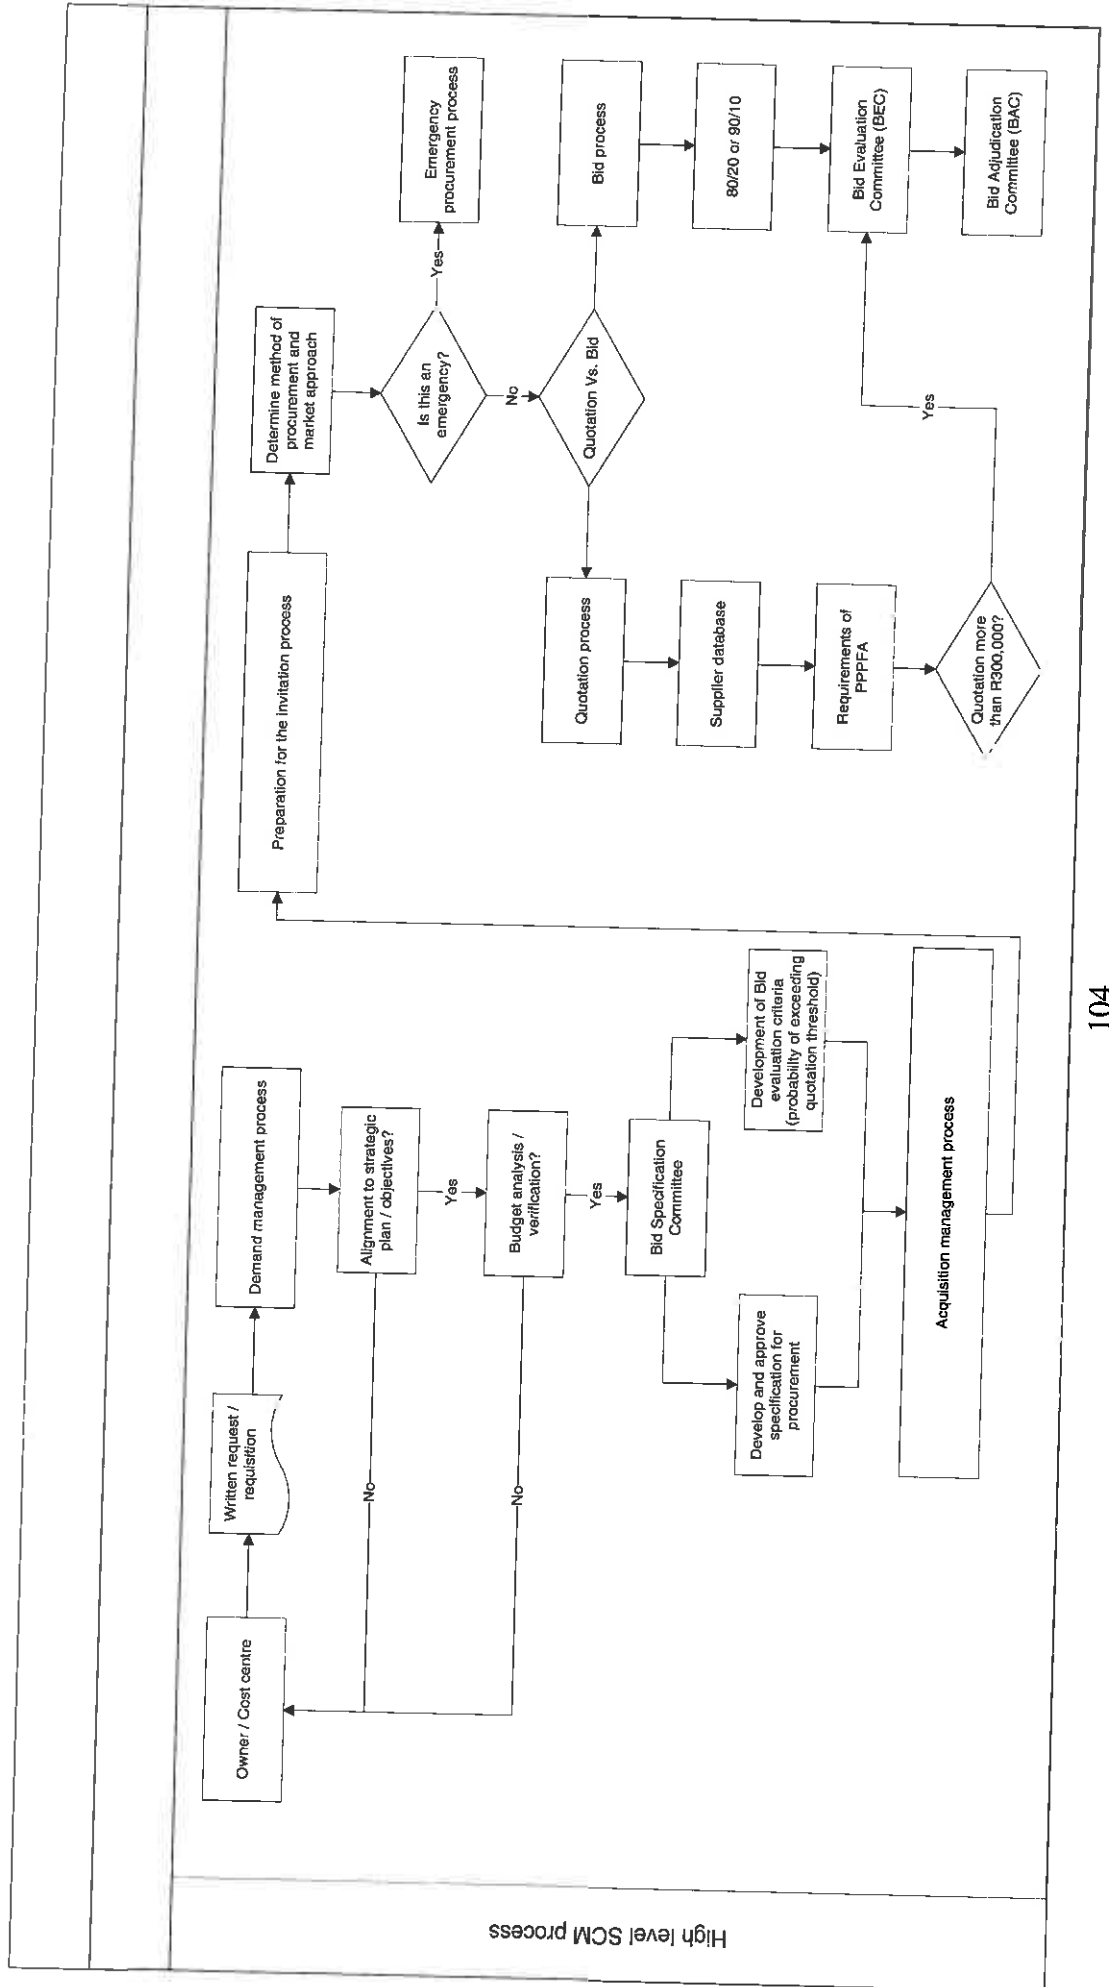 High level SCM process
Owner / Cost centre
Written request /
requisition
Demand management process
Alignment to strategic
plan / objectives?
No
Yes
Budget analysis /
verification?
No
Yes
Bid Specification
Committee
Develop and approve
specification for
procurement
Development of Bid
evaluation criteria
(probability of exceeding
quotation threshold)
Acquisition management process
Preparation for the invitation process
Determine method of
procurement and
market approach
Is this an
emergency?
Yes
Emergency
procurement process
No
Quotation Vs. Bid
Quotation process
Supplier database
Requirements of
PPPFA
Quotation more
than R300,000?
Yes
Bid process
80/20 or 90/10
Bid Evaluation
Committee (BEC)
Bid Adjudication
Committee (BAC)
104